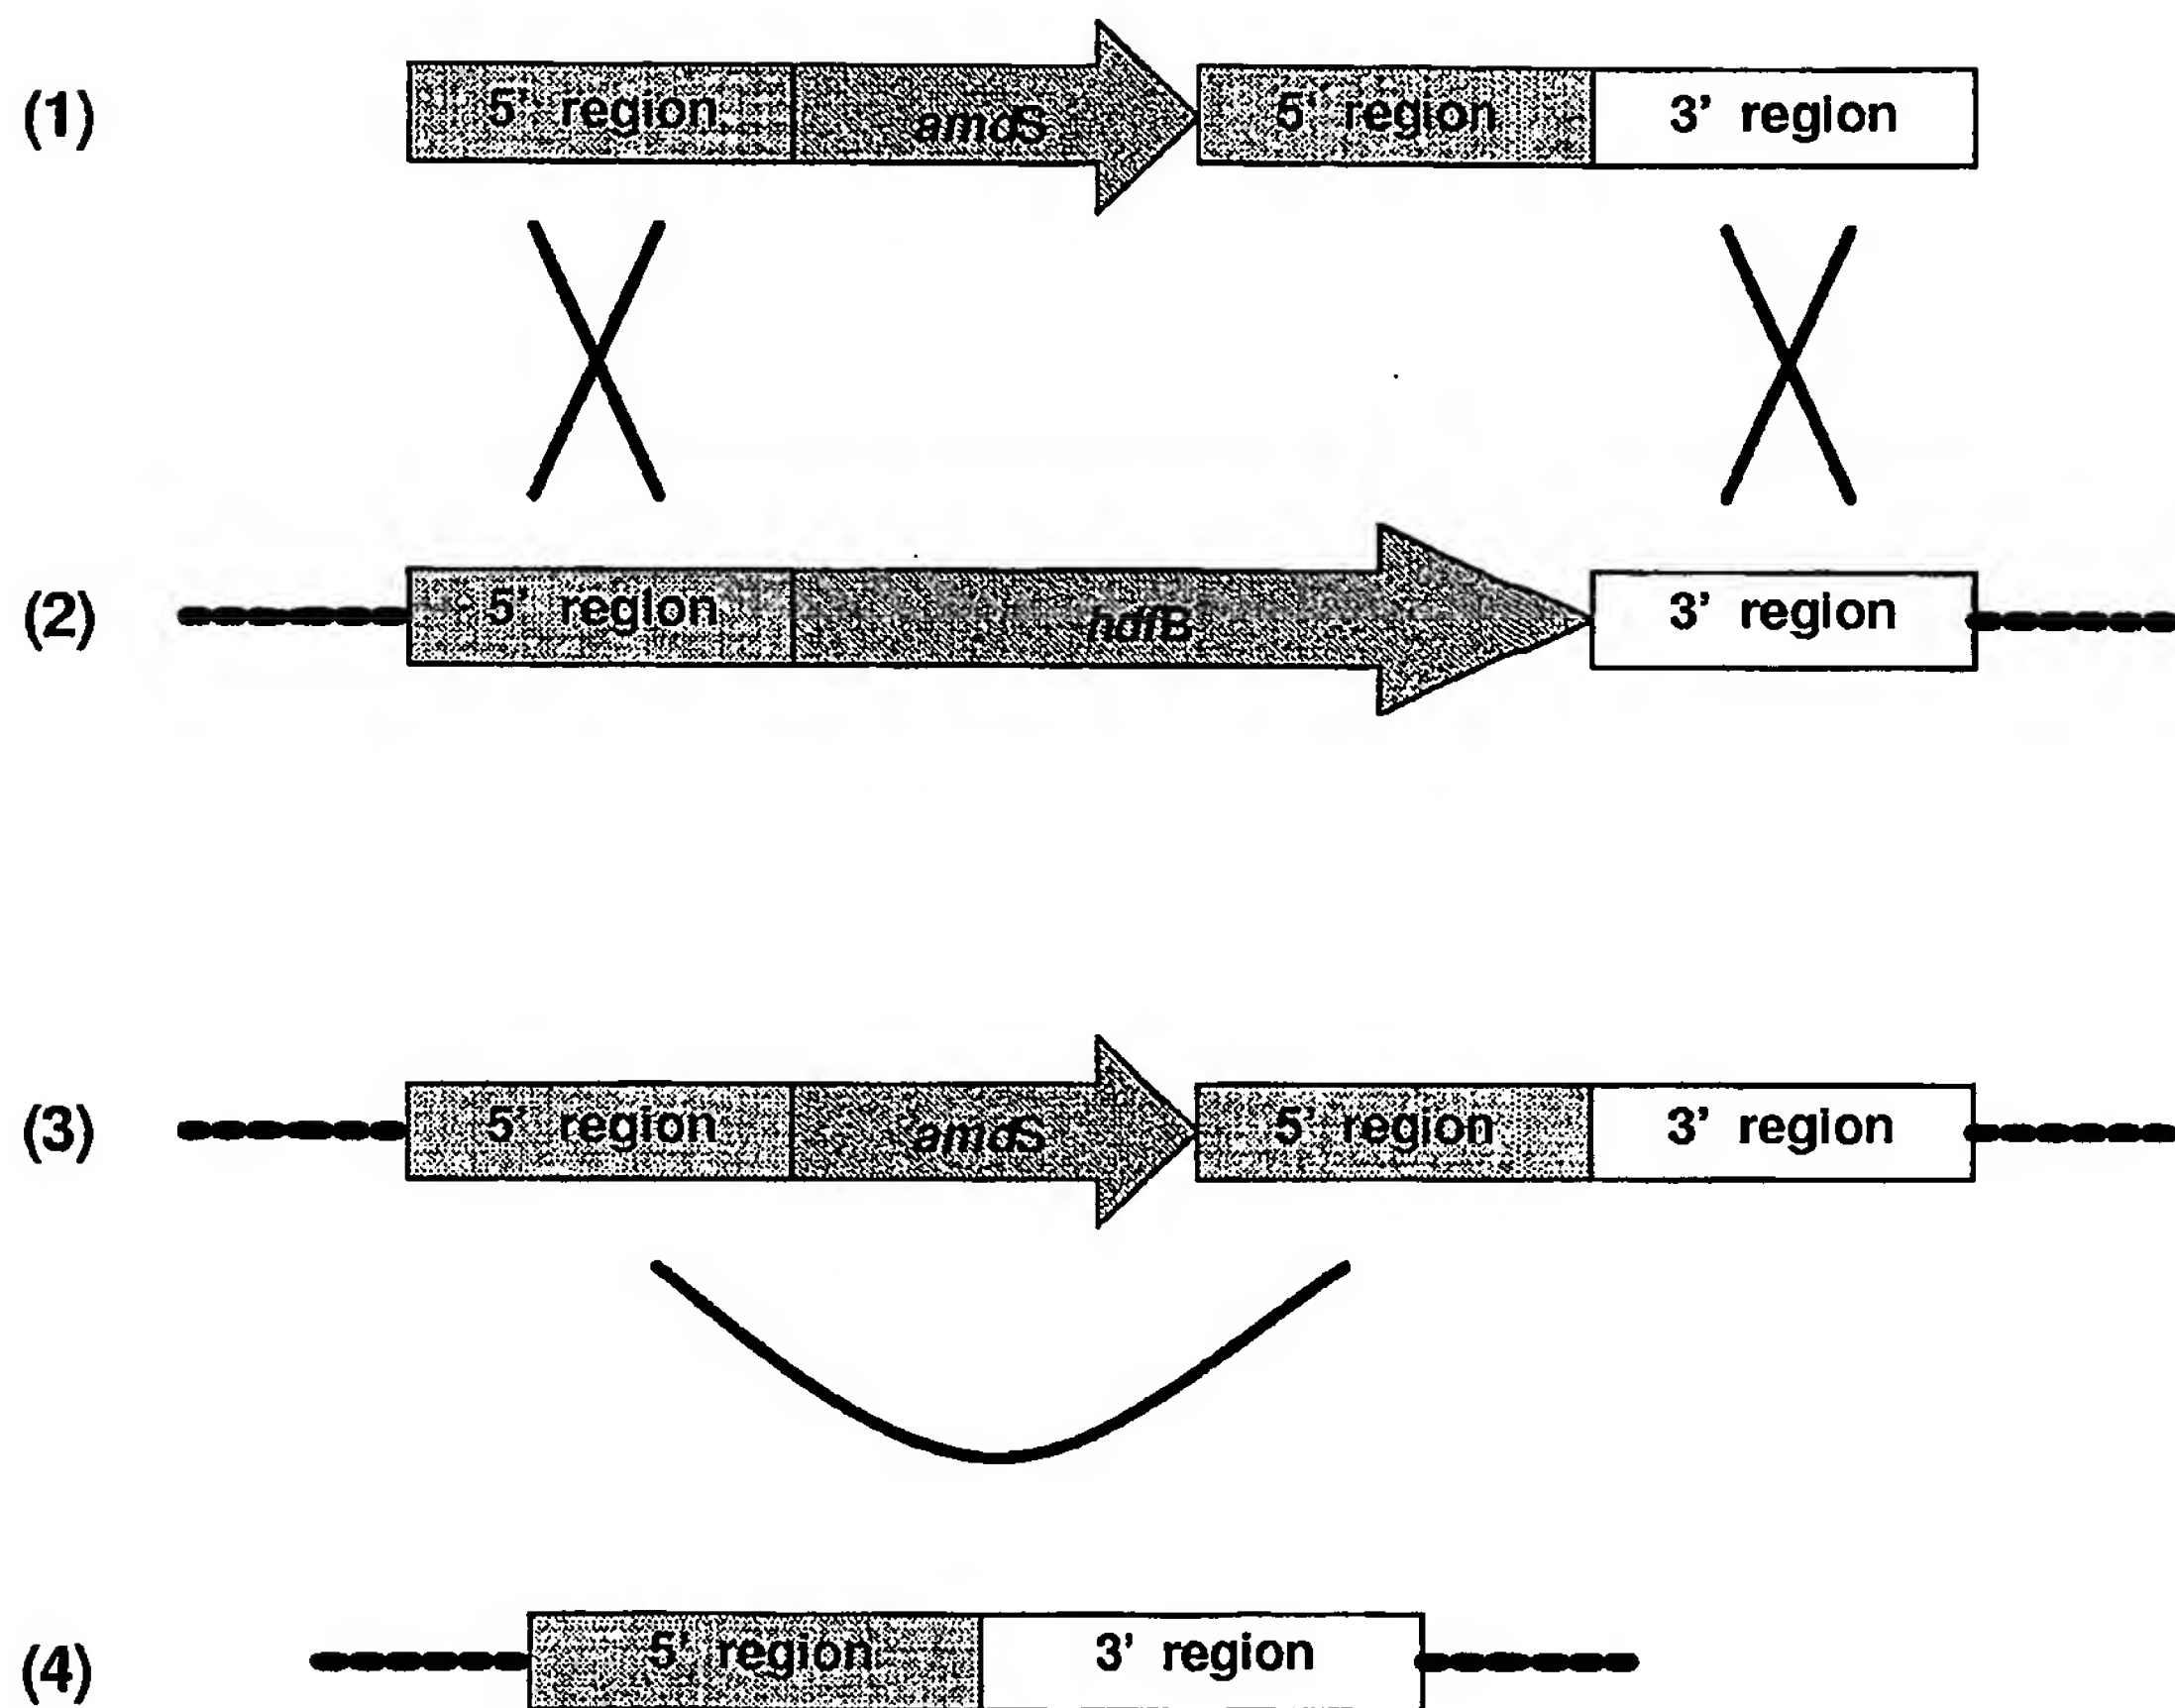 (1) 5' region amdS 5' region 3' region
(2) 5' region hdfB 3' region
(3) 5' region amdS 5' region 3' region
(4) 5' region 3' region